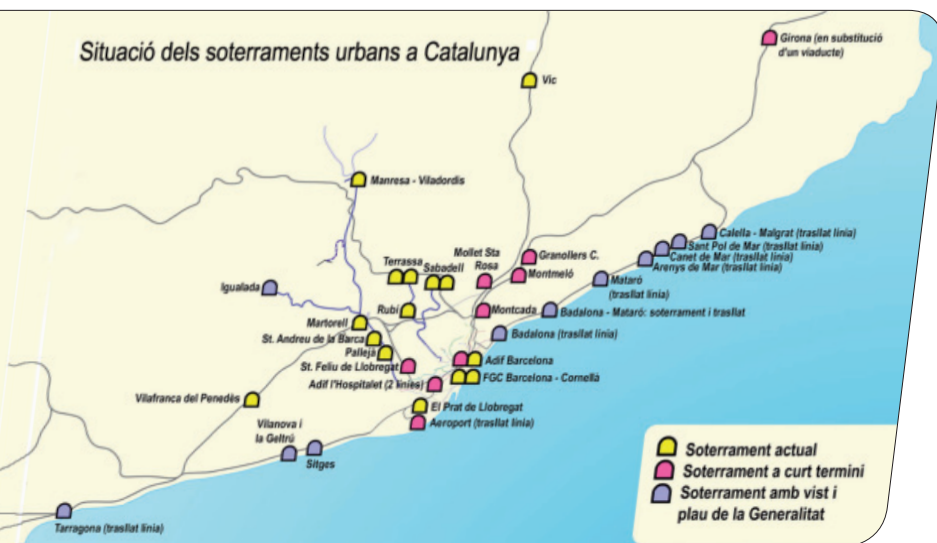 Situació dels soterraments urbans a Catalunya
Girona (en substitució
d'un viaducte)
Vic
Manresa - Viladordis
Calella - Malgrat (trasllat línia)
Sant Pol de Mar (trasllat línia)
Canet de Mar (trasllat línia)
Arenys de Mar (trasllat línia)
Mollet Sta
Rosa
Granollers C.
Montmeló
Terrassa
Sabadell
Igualada
Mataró
(trasllat línia)
Rubí
Montcada
Badalona - Mataró: soterrament i trasllat
Martorell
Badalona (trasllat línia)
St. Andreu de la Barca
Pallejà
St. Feliu de Llobregat
Adif Barcelona
Adif l'Hospitalet (2 línies)
FGC Barcelona - Cornellà
Vilafranca del Penedès
El Prat de Llobregat
Aeroport (trasllat línia)
Vilanova i
la Geltrú
Sitges
Tarragona (trasllat línia)
Soterrament actual
Soterrament a curt termini
Soterrament amb vist i
plau de la Generalitat